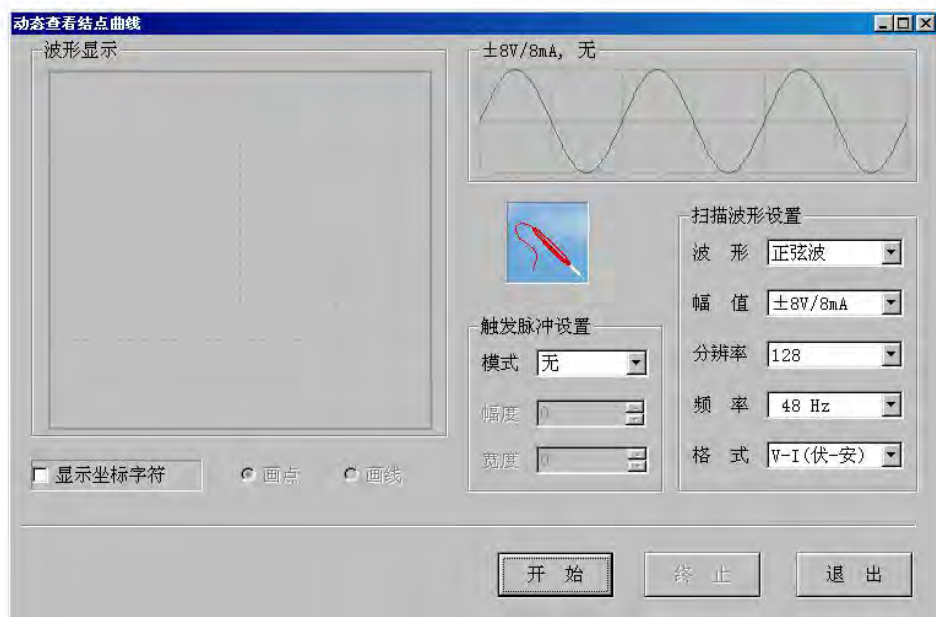 动态查看结点曲线
波形显示
±8V/8mA, 无
扫描波形设置
波 形 正弦波
幅 值 ±8V/8mA
分辨率 128
频 率 48 Hz
格 式 V-I(伏-安)
触发脉冲设置
模式 无
幅度 0
宽度 0
显示坐标字符 画点 画线
开 始 终 止 退 出